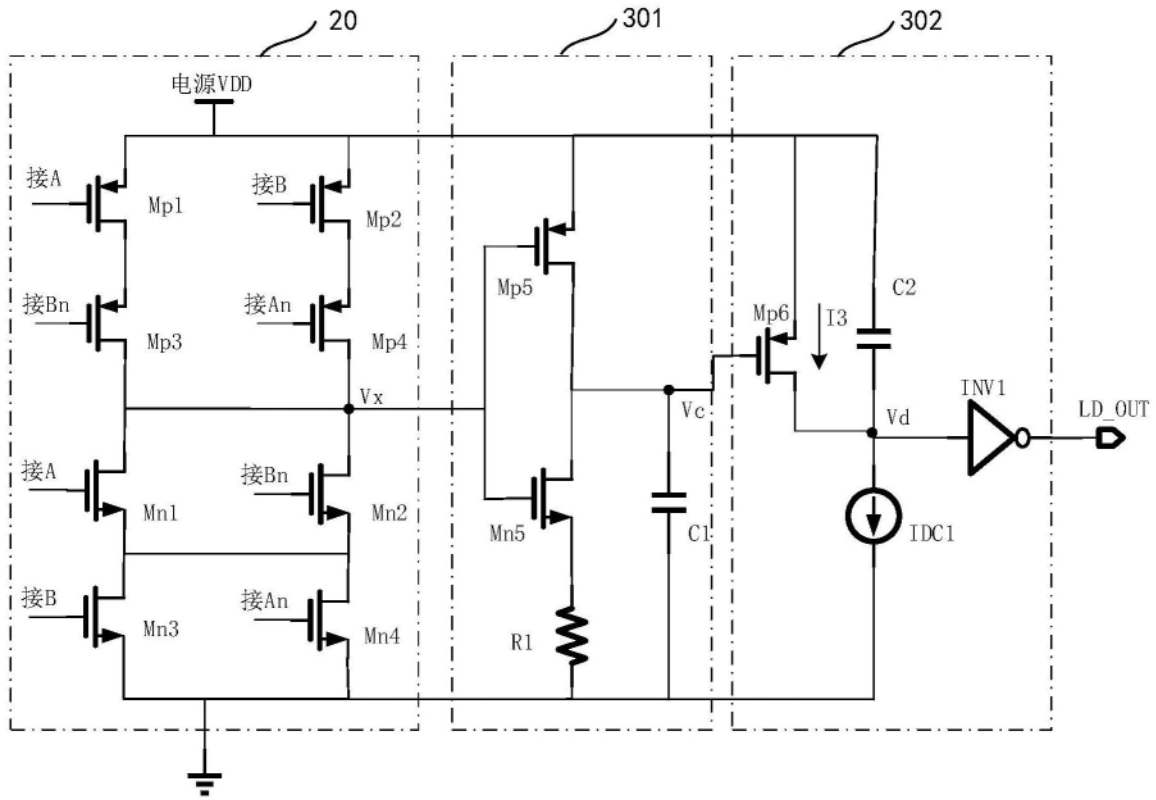 20
301
302
电源VDD
接A
Mp1
接B
Mp2
接Bn
Mp3
接An
Mp4
Mp5
Mp6
I3
C2
Vx
Vc
Vd
INV1
LD_OUT
接A
Mn1
接Bn
Mn2
Mn5
C1
IDC1
接B
Mn3
接An
Mn4
R1